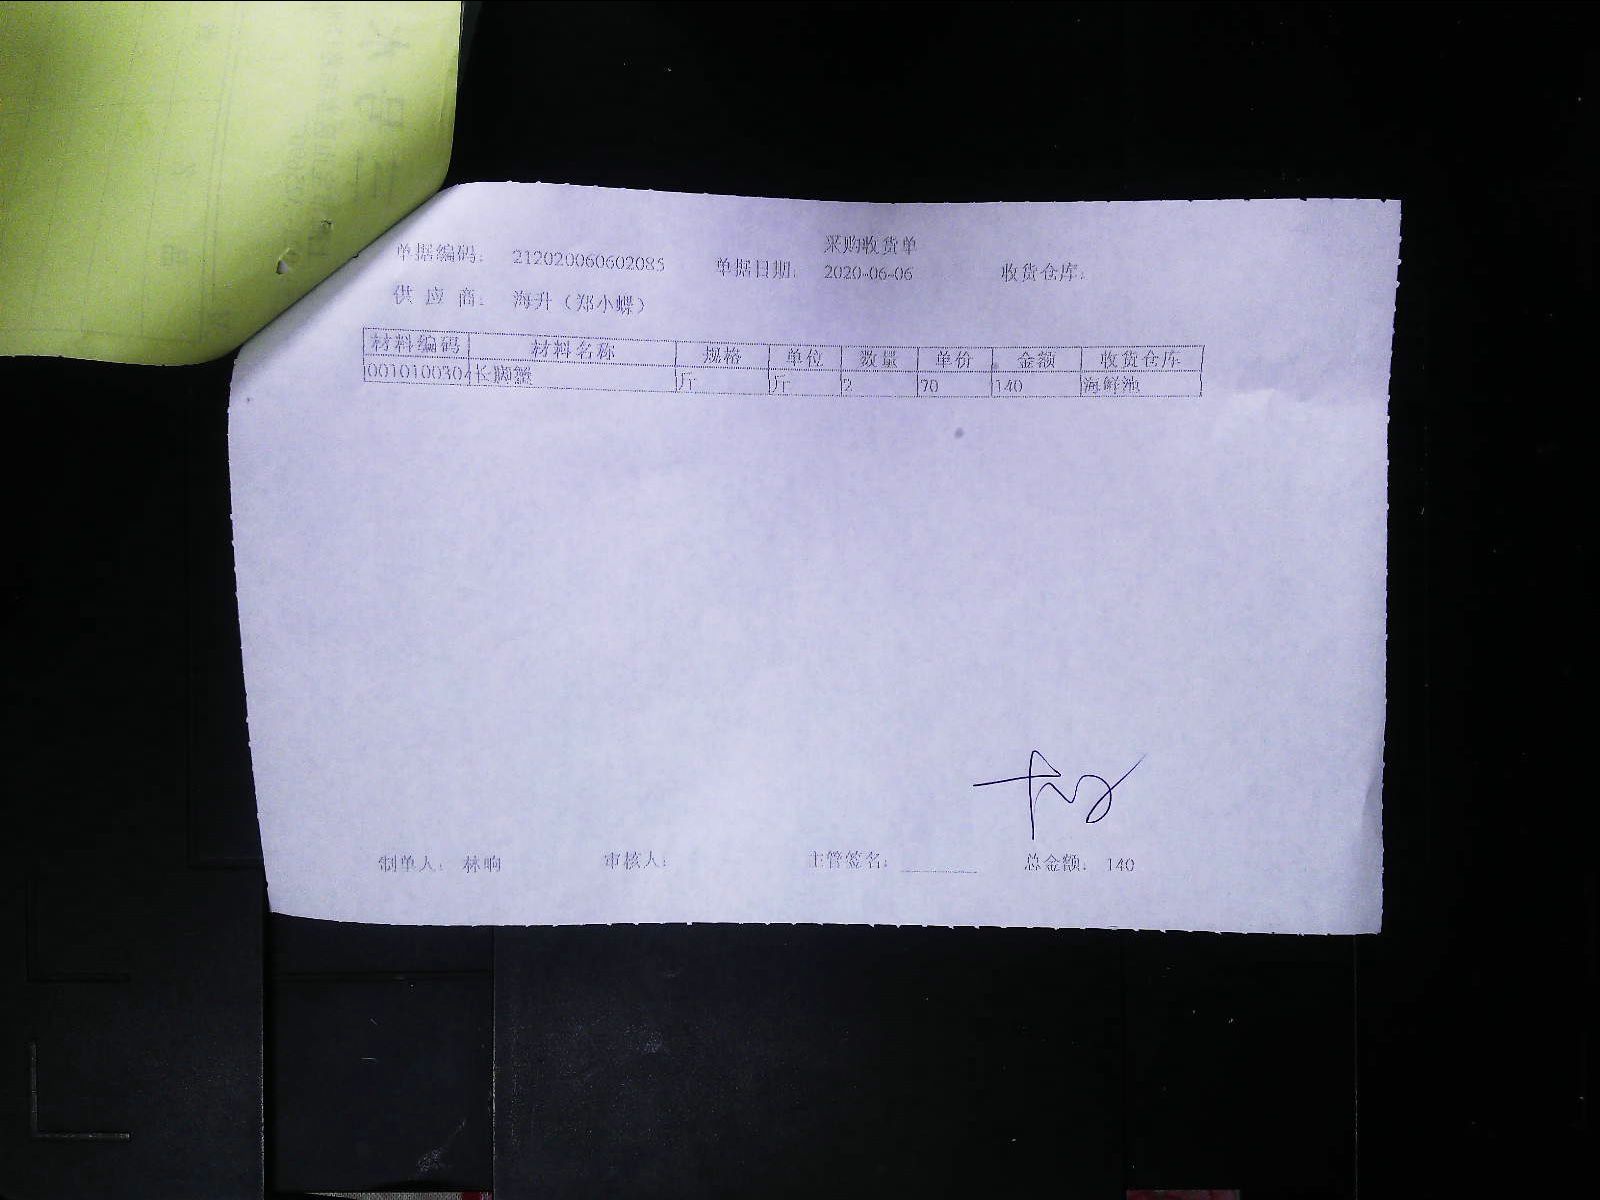 采购收货单
单据编码: 212020060602085 单据日期: 2020-06-06 收货仓库:
供应商: 海升(郑小蝶)
材料编码 材料名称 规格 单位 数量 单价 金额 收货仓库
0010100304 长脚蟹 斤 斤 2 70 140 海鲜池
制单人: 林响 审核人: 主管签名: 总金额: 140